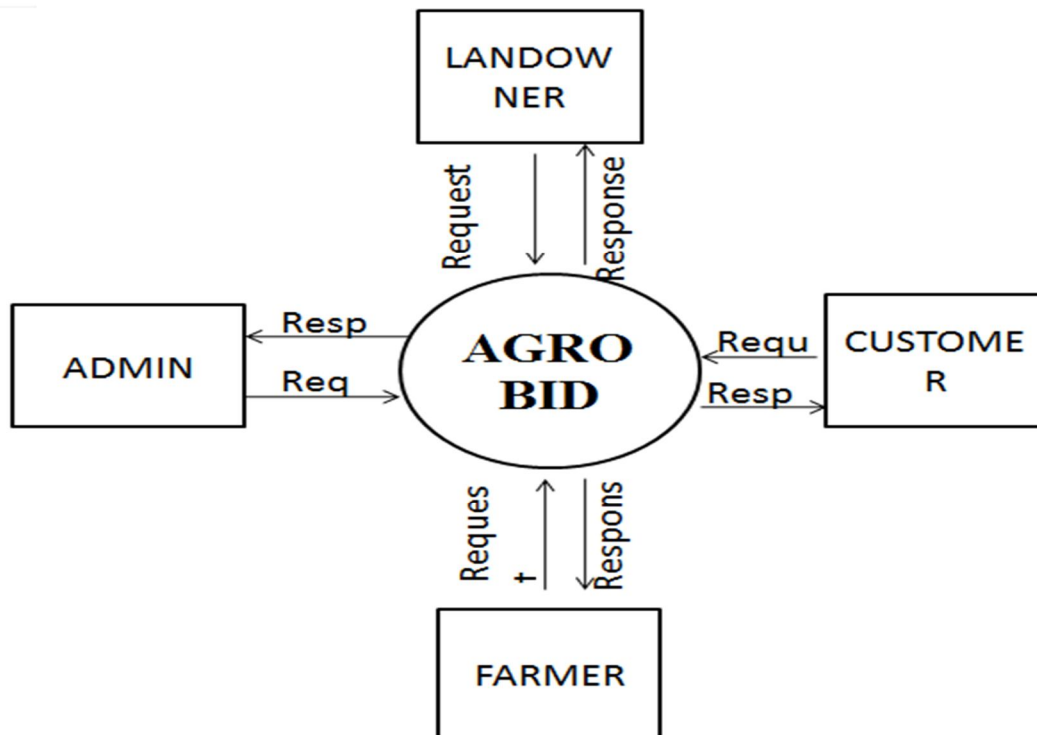 LANDOW
NER
Request
Response
Resp
Req
ADMIN
AGRO
BID
Requ
Resp
CUSTOME
R
Reques
t
Respons
FARMER